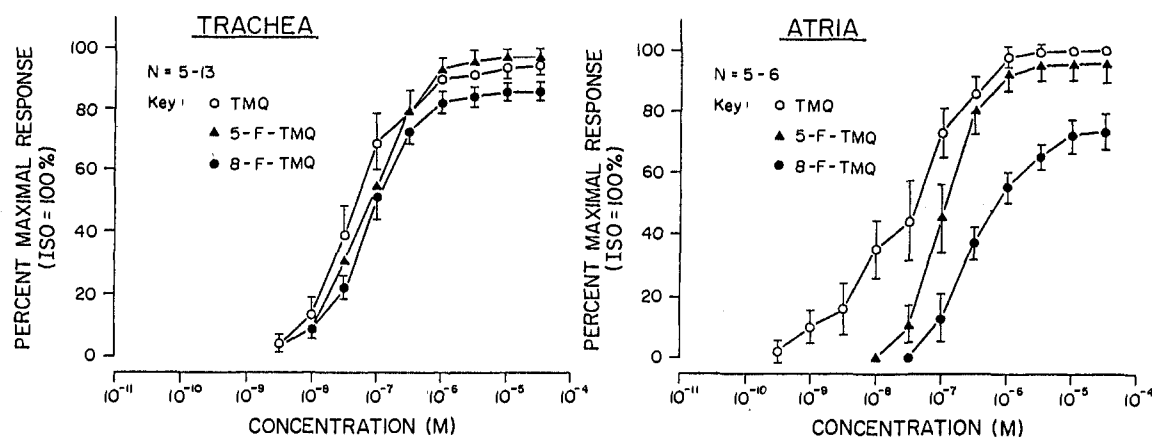 TRACHEA
PERCENT MAXIMAL RESPONSE
(ISO = 100%)
100
80
60
40
20
0
N = 5-13
Key:
TMQ
5-F-TMQ
8-F-TMQ
10⁻¹¹ 10⁻¹⁰ 10⁻⁹ 10⁻⁸ 10⁻⁷ 10⁻⁶ 10⁻⁵ 10⁻⁴
CONCENTRATION (M)
ATRIA
PERCENT MAXIMAL RESPONSE
(ISO = 100%)
100
80
60
40
20
0
N = 5-6
Key:
TMQ
5-F-TMQ
8-F-TMQ
10⁻¹¹ 10⁻¹⁰ 10⁻⁹ 10⁻⁸ 10⁻⁷ 10⁻⁶ 10⁻⁵ 10⁻⁴
CONCENTRATION (M)